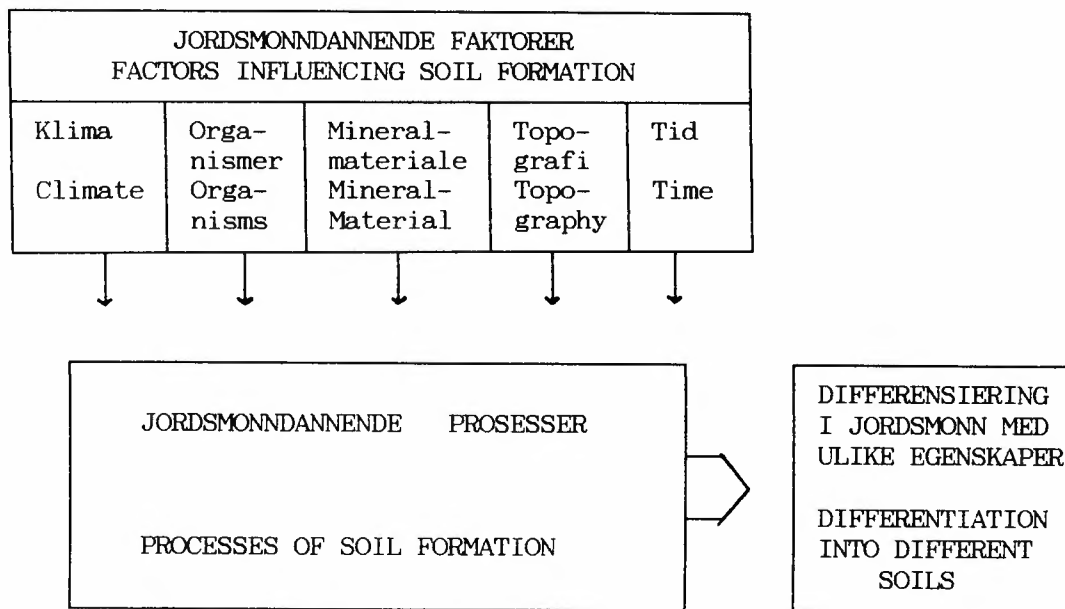 JORDSMONNDANNENDE FAKTORER
FACTORS INFLUENCING SOIL FORMATION
Klima
Climate
Orga-
nismer
Orga-
nisms
Mineral-
materiale
Mineral-
Material
Topo-
grafi
Topo-
graphy
Tid
Time
JORDSMONNDANNENDE PROSESSER
PROCESSES OF SOIL FORMATION
DIFFERENSIERING
I JORDSMONN MED
ULIKE EGENSKAPER
DIFFERENTIATION
INTO DIFFERENT
SOILS